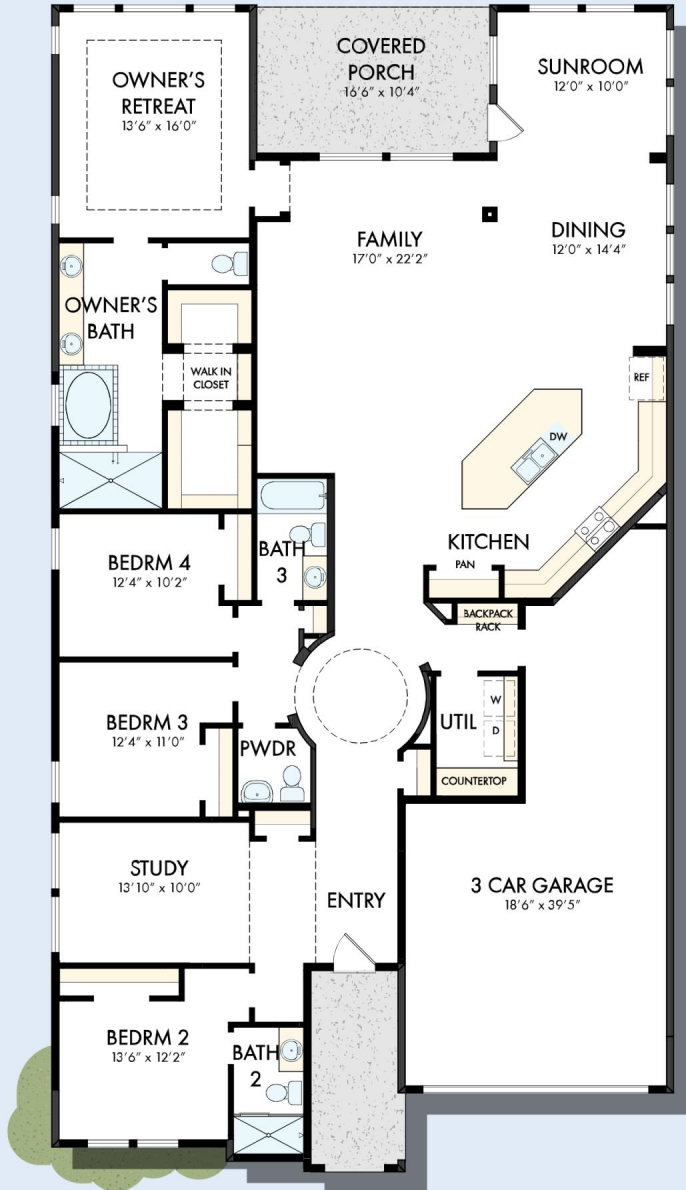 OWNER'S
RETREAT
13'6" x 16'0"
COVERED
PORCH
16'6" x 10'4"
SUNROOM
12'0" x 10'0"
FAMILY
17'0" x 22'2"
DINING
12'0" x 14'4"
OWNER'S
BATH
WALK IN
CLOSET
REF
DW
KITCHEN
PAN
BEDRM 4
12'4" x 10'2"
BATH
3
BACKPACK
RACK
BEDRM 3
12'4" x 11'0"
PWDR
UTIL
W
D
COUNTERTOP
STUDY
13'10" x 10'0"
ENTRY
3 CAR GARAGE
18'6" x 39'5"
BEDRM 2
13'6" x 12'2"
BATH
2